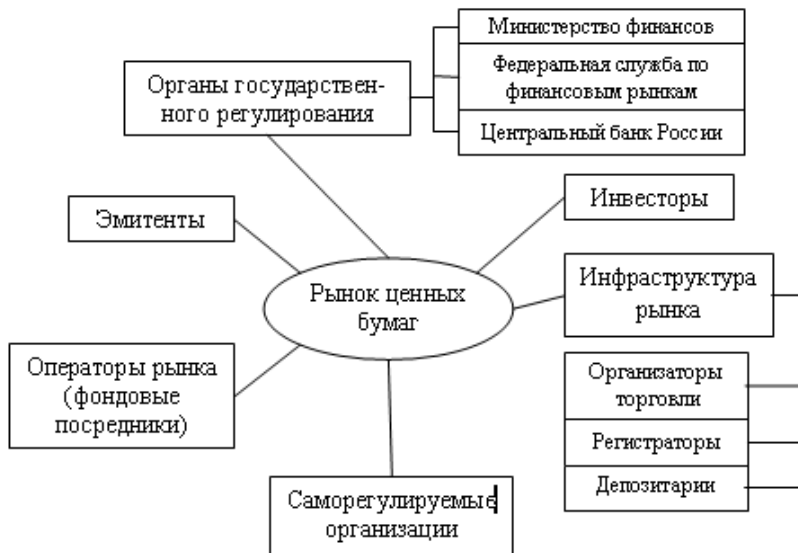 Министерство финансов
Федеральная служба по
финансовым рынкам
Центральный банк России
Органы государствен-
ного регулирования
Эмитенты
Инвесторы
Рынок ценных
бумаг
Инфраструктура
рынка
Операторы рынка
(фондовые
посредники)
Организаторы
торговли
Регистраторы
Депозитарии
Саморегулируемые
организации